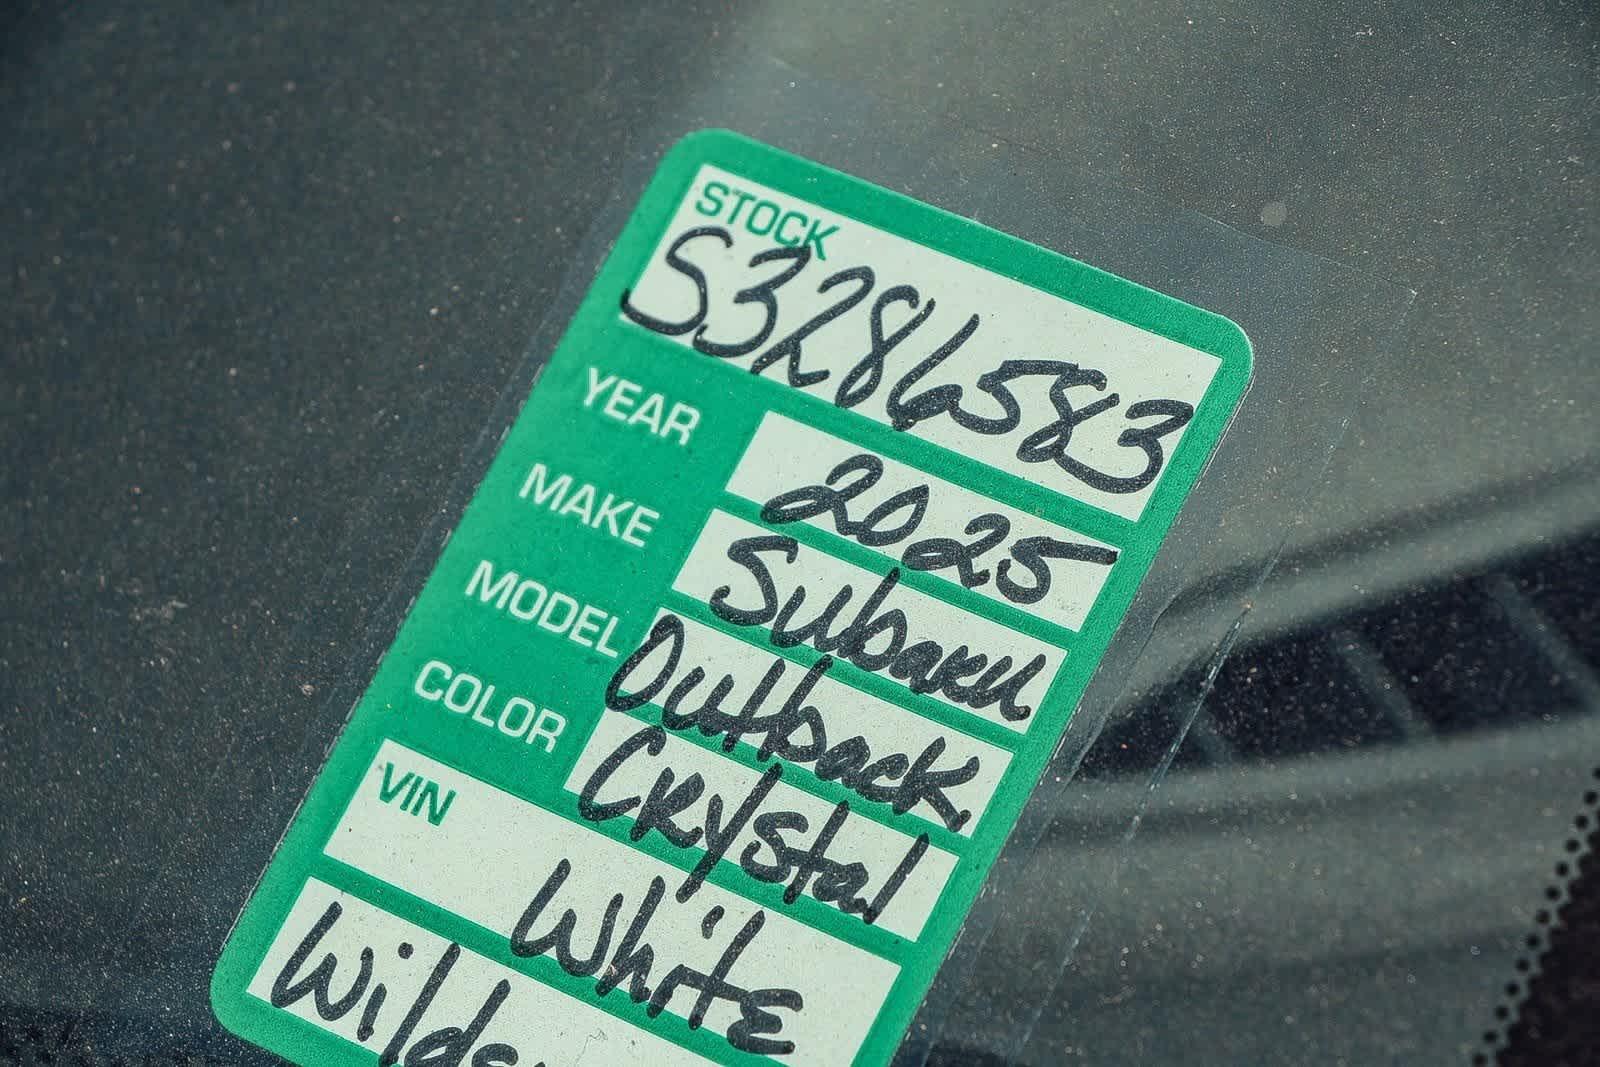 STOCK
S3286583
YEAR 2025
MAKE Subaru
MODEL Outback
COLOR Crystal
VIN
White